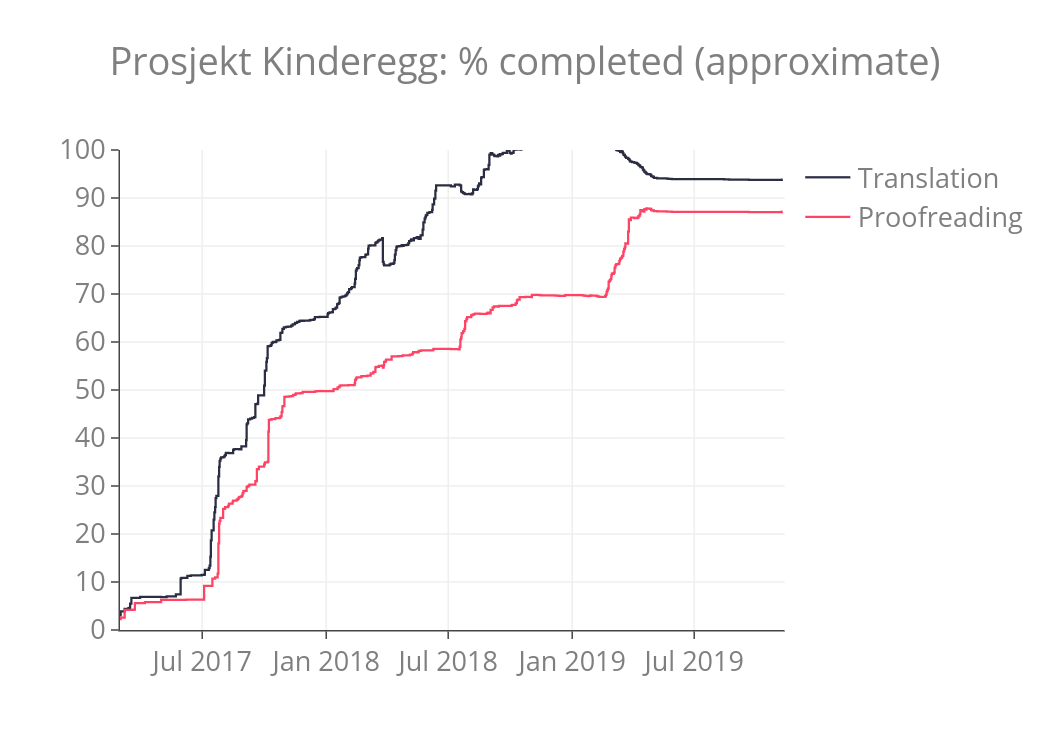 Prosjekt Kinderegg: % completed (approximate)
100
90
80
70
60
50
40
30
20
10
0
Jul 2017
Jan 2018
Jul 2018
Jan 2019
Jul 2019
Translation
Proofreading